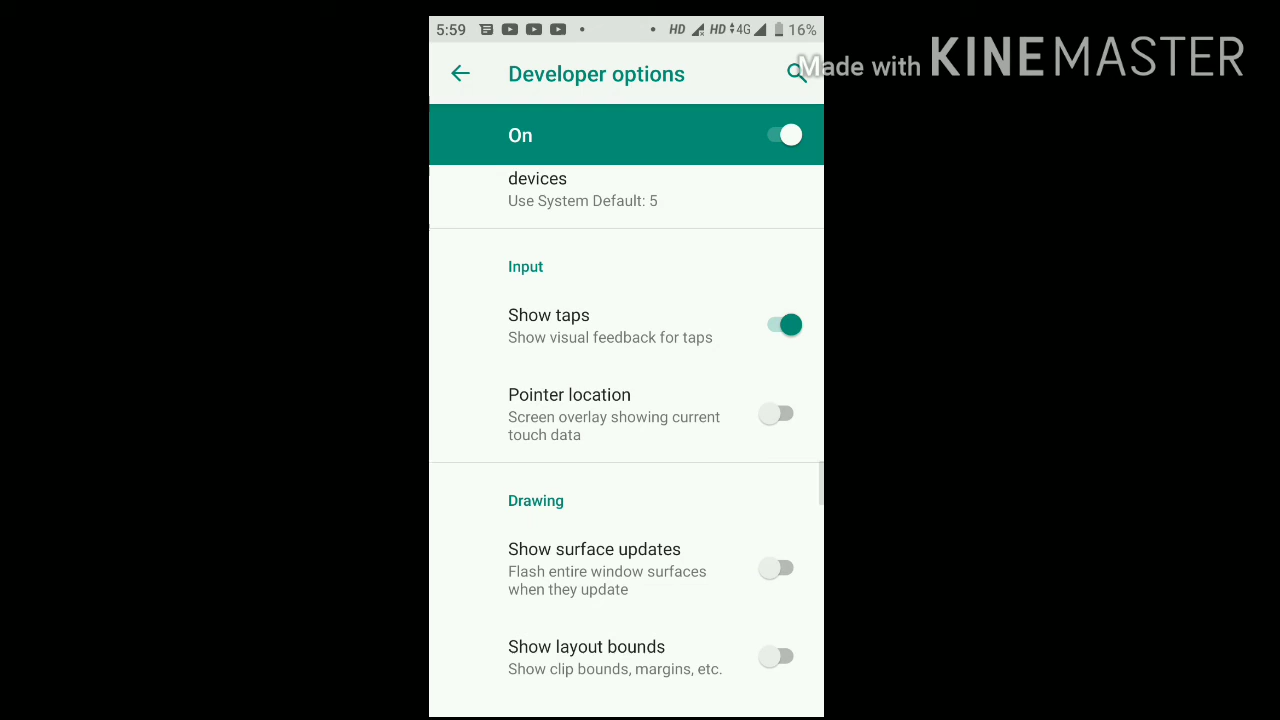 5:59 HD HD 4G 16%
Made with KINEMASTER
Developer options
On
devices
Use System Default: 5
Input
Show taps
Show visual feedback for taps
Pointer location
Screen overlay showing current
touch data
Drawing
Show surface updates
Flash entire window surfaces
when they update
Show layout bounds
Show clip bounds, margins, etc.